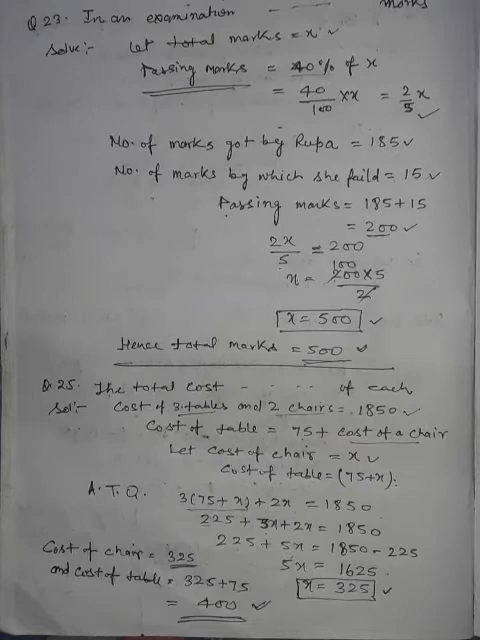 Marks
Q 23. In an examination - - -
Solve:- let total marks = x ✓
Passing marks = 40% of x
= 40/100 × x = 2/5 x ✓
No. of marks got by Rupa = 185 ✓
No. of marks by which she faild = 15 ✓
Passing marks = 185+15
= 200 ✓
2x/5 = 200
100
x = 200×5/2
x = 500 ✓
Hence total marks = 500 ✓
Q 25. The total cost - - - - of each
Sol:- Cost of 3 tables and 2 chairs = 1850 ✓
Cost of table = 75 + cost of a chair
Let cost of chair = x ✓
Cost of table = (75+x).
A.T.Q. 3(75+x)+2x = 1850
225 + 3x+2x = 1850
225 + 5x = 1850 - 225
5x = 1625
x = 325 ✓
Cost of chair = 325
and cost of table = 325+75
= 400 ✓